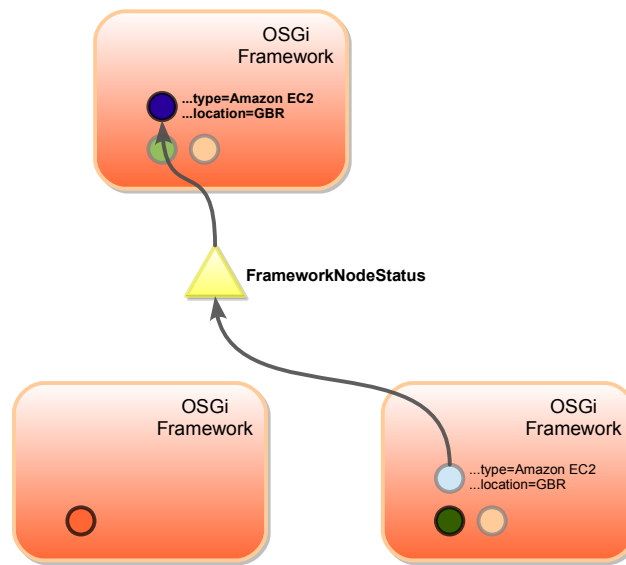 OSGi
Framework
...type=Amazon EC2
...location=GBR
FrameworkNodeStatus
OSGi
Framework
OSGi
Framework
...type=Amazon EC2
...location=GBR